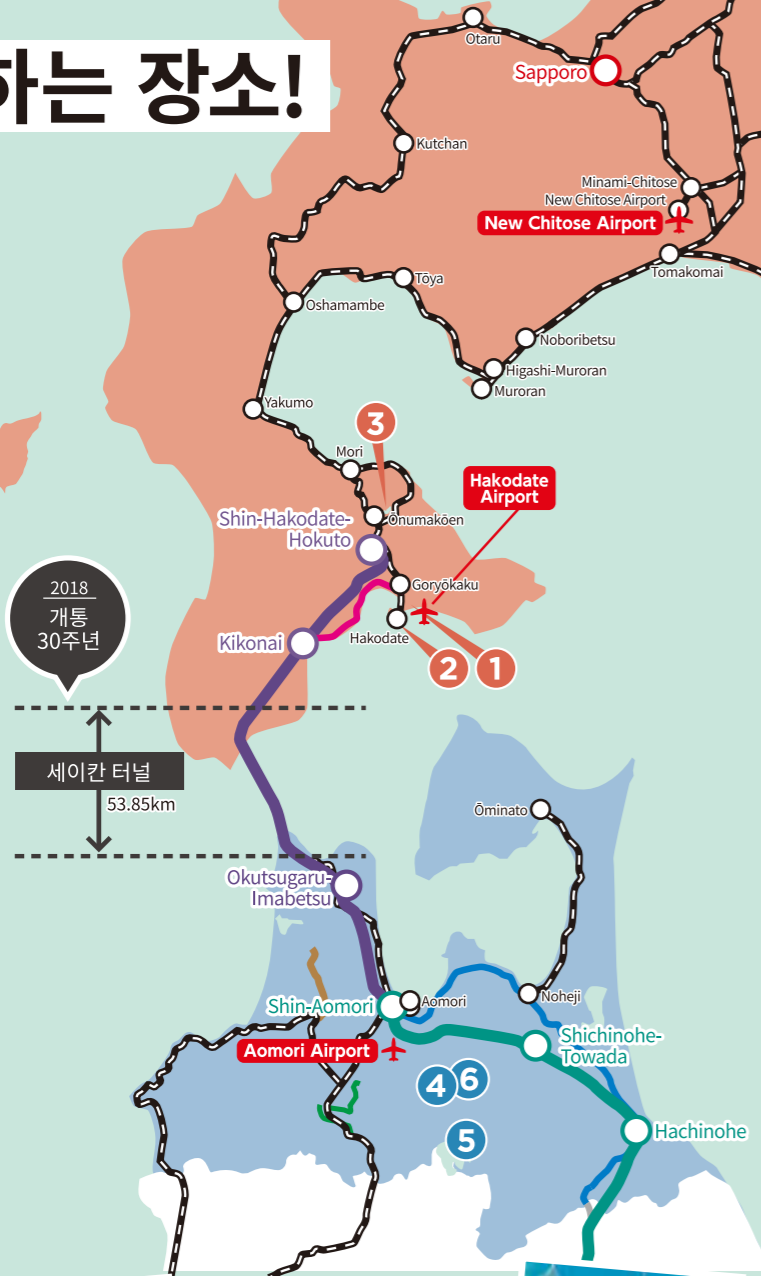 하는 장소!
Otaru
Sapporo
Kutchan
Minami-Chitose
New Chitose Airport
New Chitose Airport
Tomakomai
Tōya
Oshamambe
Noboribetsu
Higashi-Muroran
Muroran
Yakumo
3
Mori
Hakodate
Airport
Ōnumakōen
Shin-Hakodate-
Hokuto
Goryōkaku
2018
개통
30주년
Kikonai
Hakodate
2
1
세이칸 터널
53.85km
Ōminato
Okutsugaru-
Imabetsu
Shin-Aomori
Aomori
Noheji
Aomori Airport
Shichinohe-
Towada
4
6
5
Hachinohe